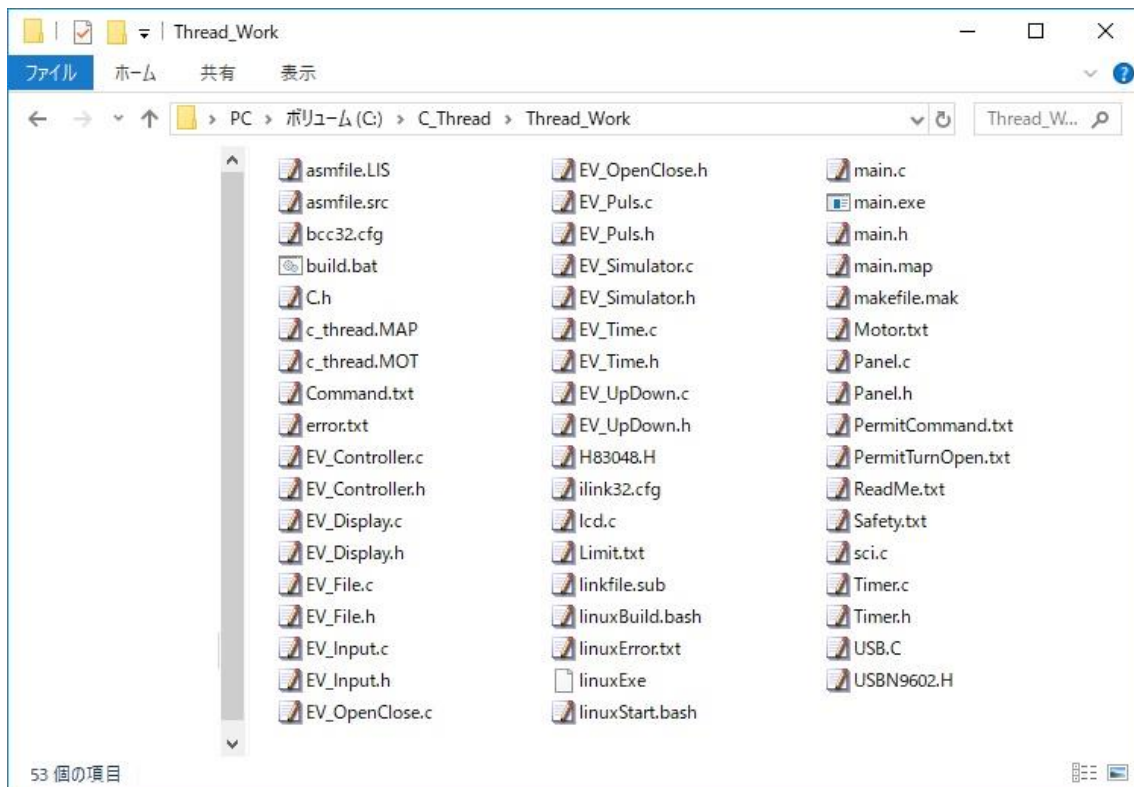 Thread_Work
ファイル ホーム 共有 表示
PC > ボリューム (C:) > C_Thread > Thread_Work
Thread_W...
asmfile.LIS
asmfile.src
bcc32.cfg
build.bat
C.h
c_thread.MAP
c_thread.MOT
Command.txt
error.txt
EV_Controller.c
EV_Controller.h
EV_Display.c
EV_Display.h
EV_File.c
EV_File.h
EV_Input.c
EV_Input.h
EV_OpenClose.c
EV_OpenClose.h
EV_Puls.c
EV_Puls.h
EV_Simulator.c
EV_Simulator.h
EV_Time.c
EV_Time.h
EV_UpDown.c
EV_UpDown.h
H83048.H
ilink32.cfg
lcd.c
Limit.txt
linkfile.sub
linuxBuild.bash
linuxError.txt
linuxExe
linuxStart.bash
main.c
main.exe
main.h
main.map
makefile.mak
Motor.txt
Panel.c
Panel.h
PermitCommand.txt
PermitTurnOpen.txt
ReadMe.txt
Safety.txt
sci.c
Timer.c
Timer.h
USB.C
USBN9602.H
53 個の項目